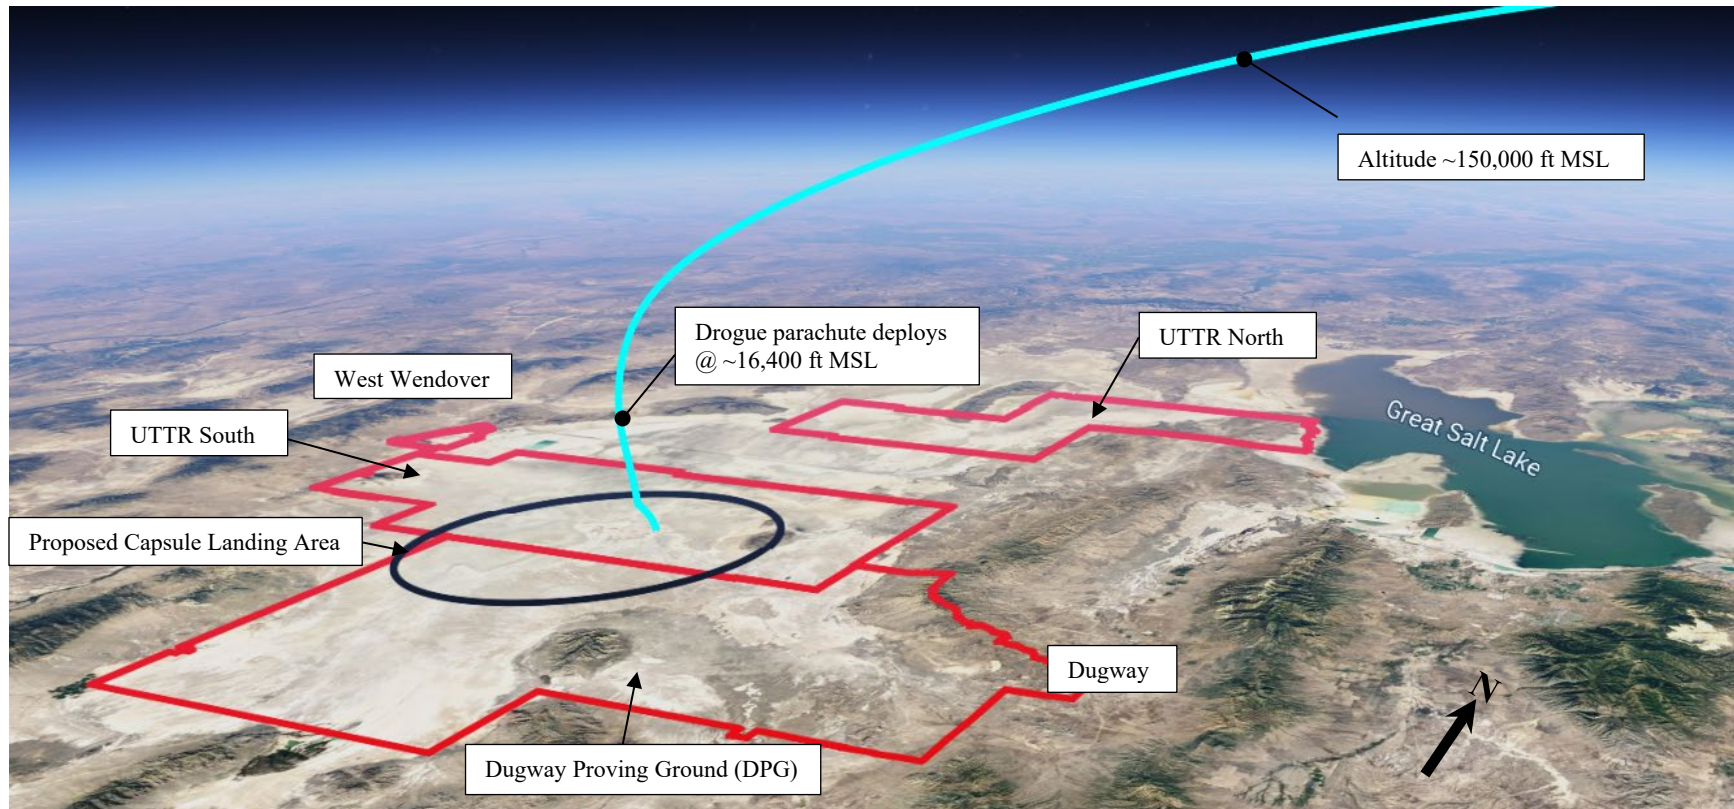 Altitude ~150,000 ft MSL
Drogue parachute deploys
@ ~16,400 ft MSL
UTTR North
West Wendover
Great Salt Lake
UTTR South
Proposed Capsule Landing Area
Dugway
N
Dugway Proving Ground (DPG)